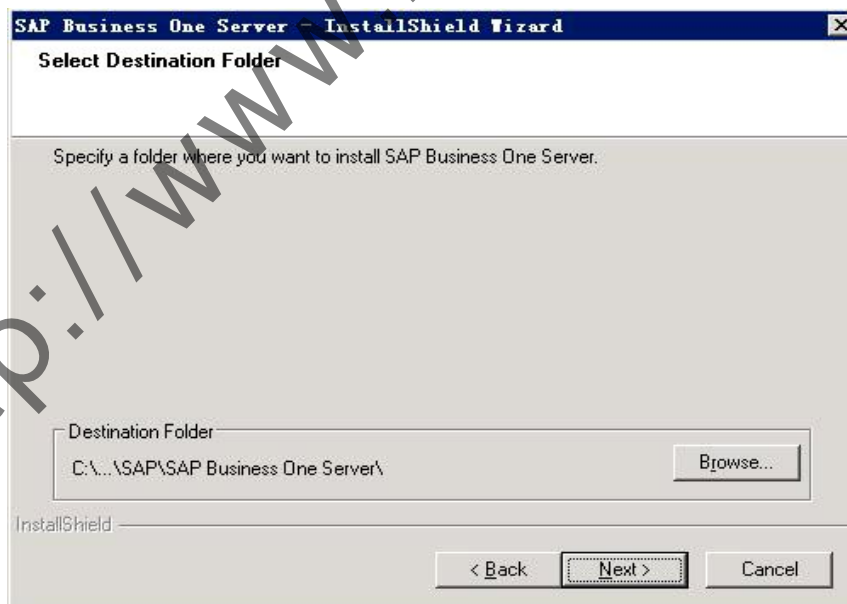 SAP Business One Server - InstallShield Wizard
Select Destination Folder
Specify a folder where you want to install SAP Business One Server.
Destination Folder
C:\...\SAP\SAP Business One Server\
Browse...
InstallShield
< Back
Next >
Cancel
p://www.